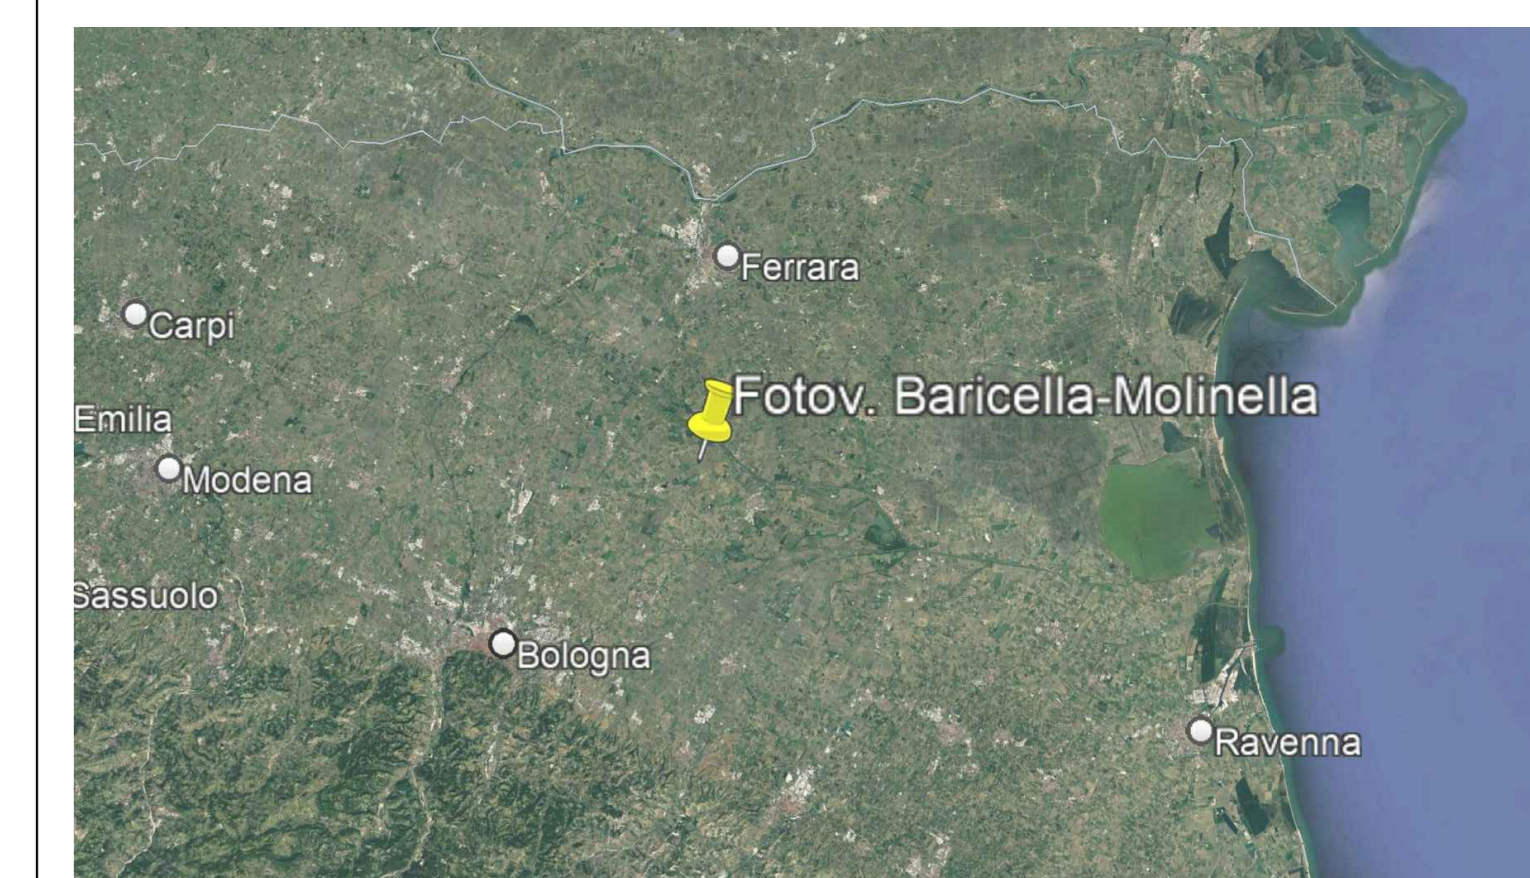 Ferrara
Carpi
Fotov. Baricella-Molinella
Emilia
Modena
Sassuolo
Bologna
Ravenna